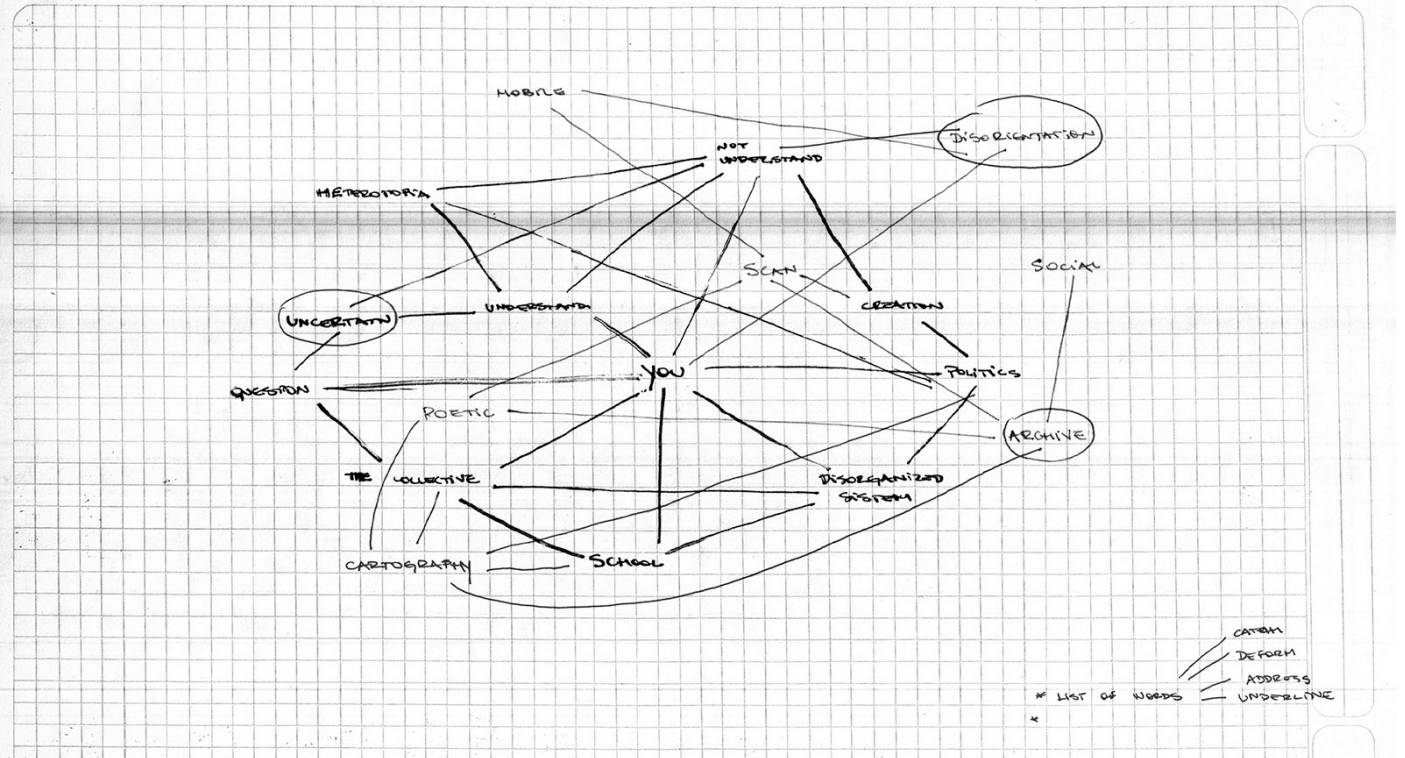 MOBILE
DISORIENTATION
NOT
UNDERSTAND
HETEROTOPIA
SCAN
SOCIAL
UNCERTAIN
UNDERSTAND
CREATION
YOU
POLITICS
QUESTION
POETIC
ARCHIVE
THE COLLECTIVE
DISORGANIZED
SISTEM
CARTOGRAPHY
SCHOOL
CATCH
DEFORM
ADDRESS
* LIST OF WORDS UNDERLINE
*